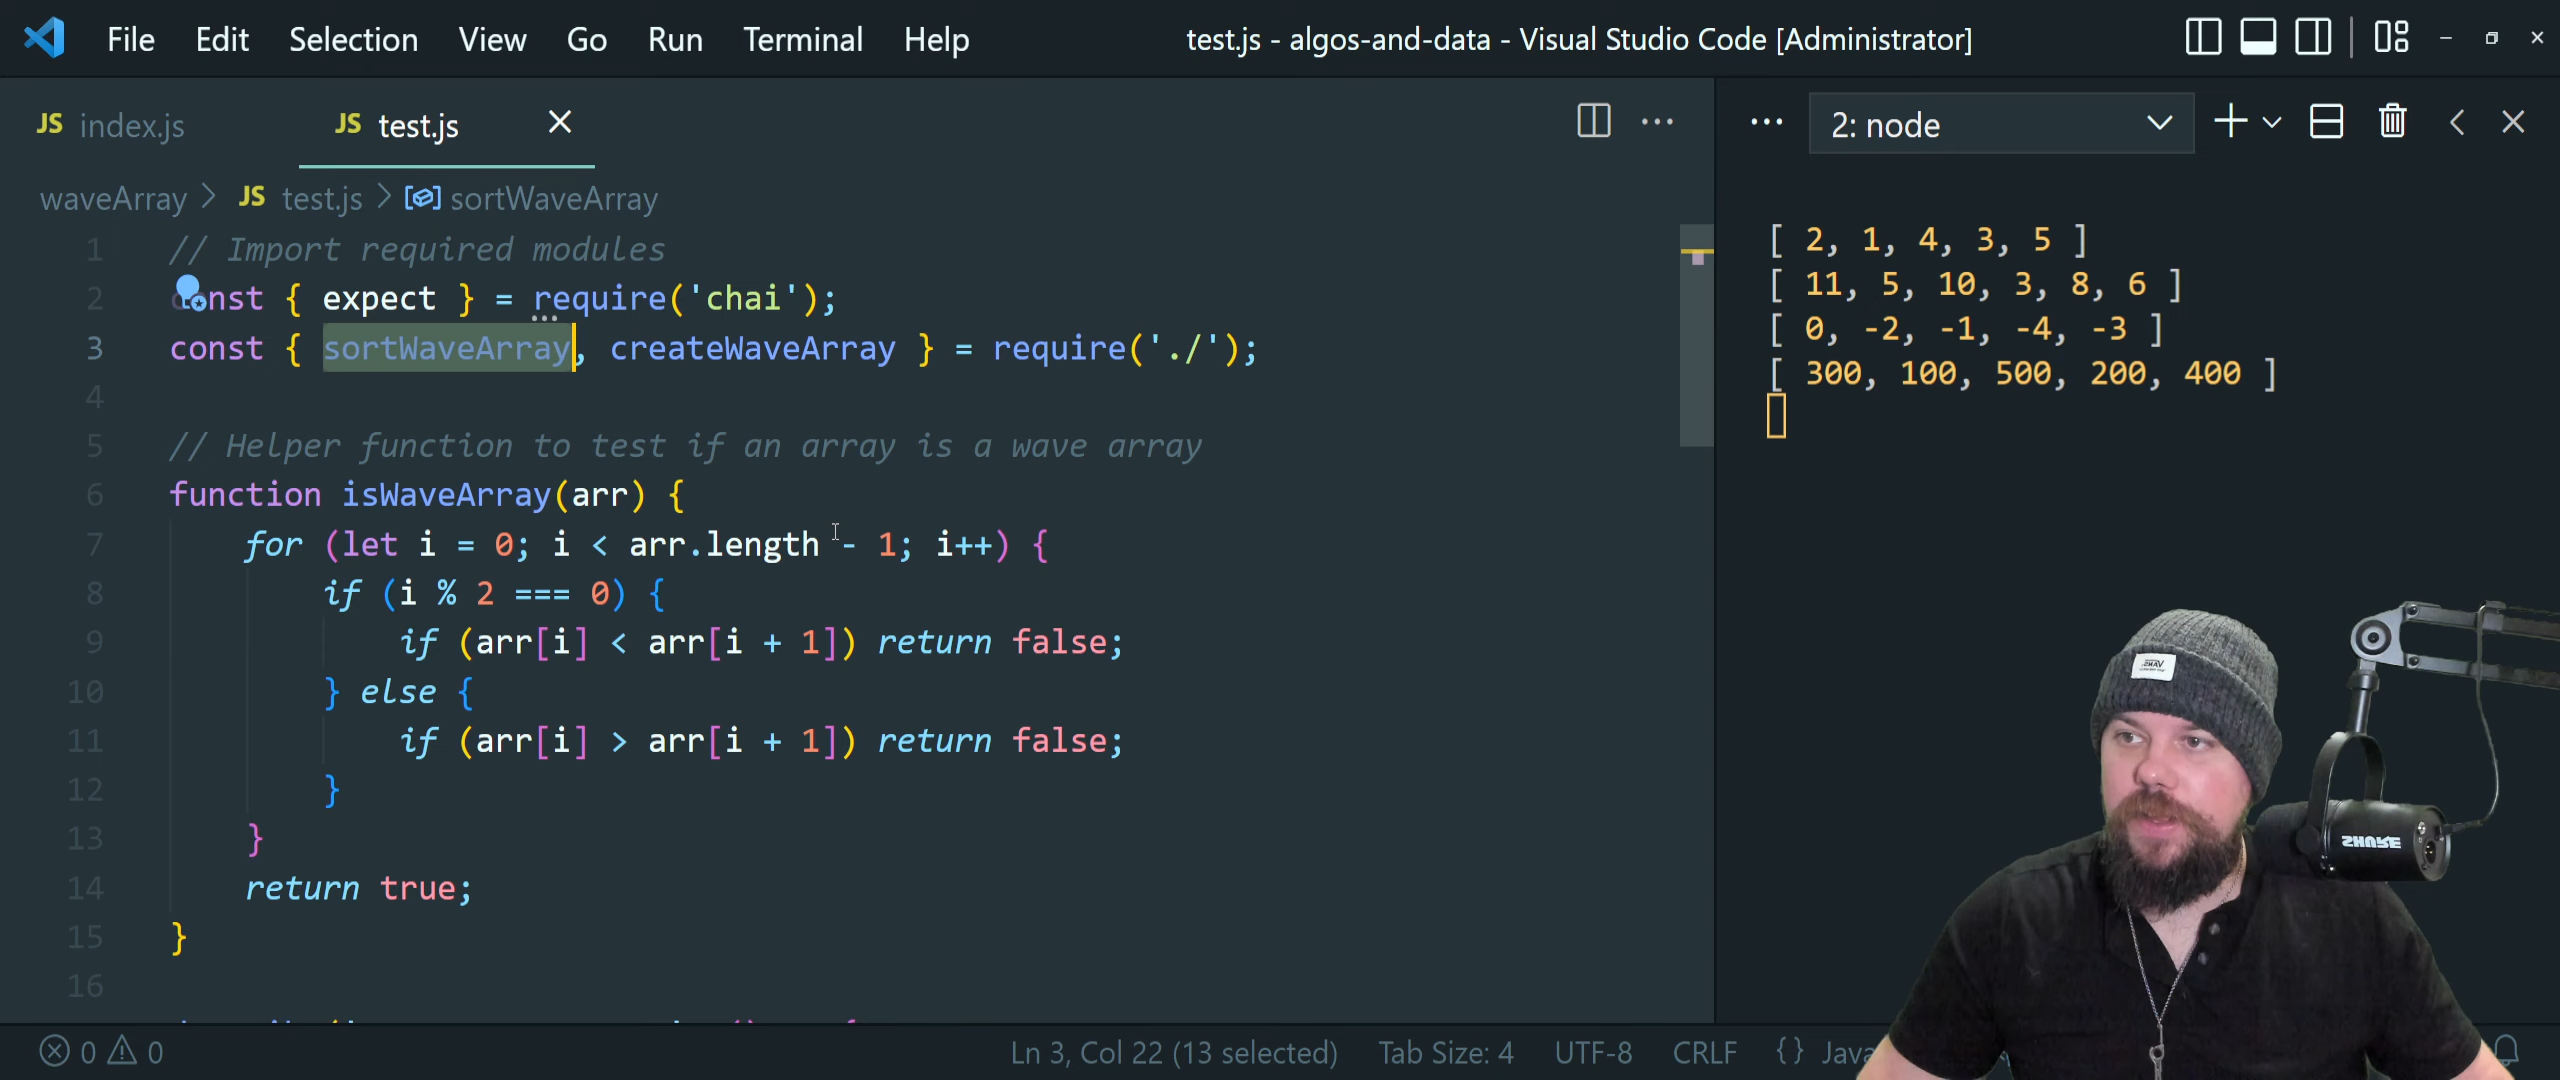 File Edit Selection View Go Run Terminal Help
test.js - algos-and-data - Visual Studio Code [Administrator]
JS index.js
JS test.js
2: node
waveArray > JS test.js > sortWaveArray
1 // Import required modules
2 const { expect } = require('chai');
3 const { sortWaveArray, createWaveArray } = require('./');
4
5 // Helper function to test if an array is a wave array
6 function isWaveArray(arr) {
7 for (let i = 0; i < arr.length - 1; i++) {
8 if (i % 2 === 0) {
9 if (arr[i] < arr[i + 1]) return false;
10 } else {
11 if (arr[i] > arr[i + 1]) return false;
12 }
13 }
14 return true;
15 }
16
[ 2, 1, 4, 3, 5 ]
[ 11, 5, 10, 3, 8, 6 ]
[ 0, -2, -1, -4, -3 ]
[ 300, 100, 500, 200, 400 ]
VANS
SHURE
0 0
Ln 3, Col 22 (13 selected) Tab Size: 4 UTF-8 CRLF {} Java